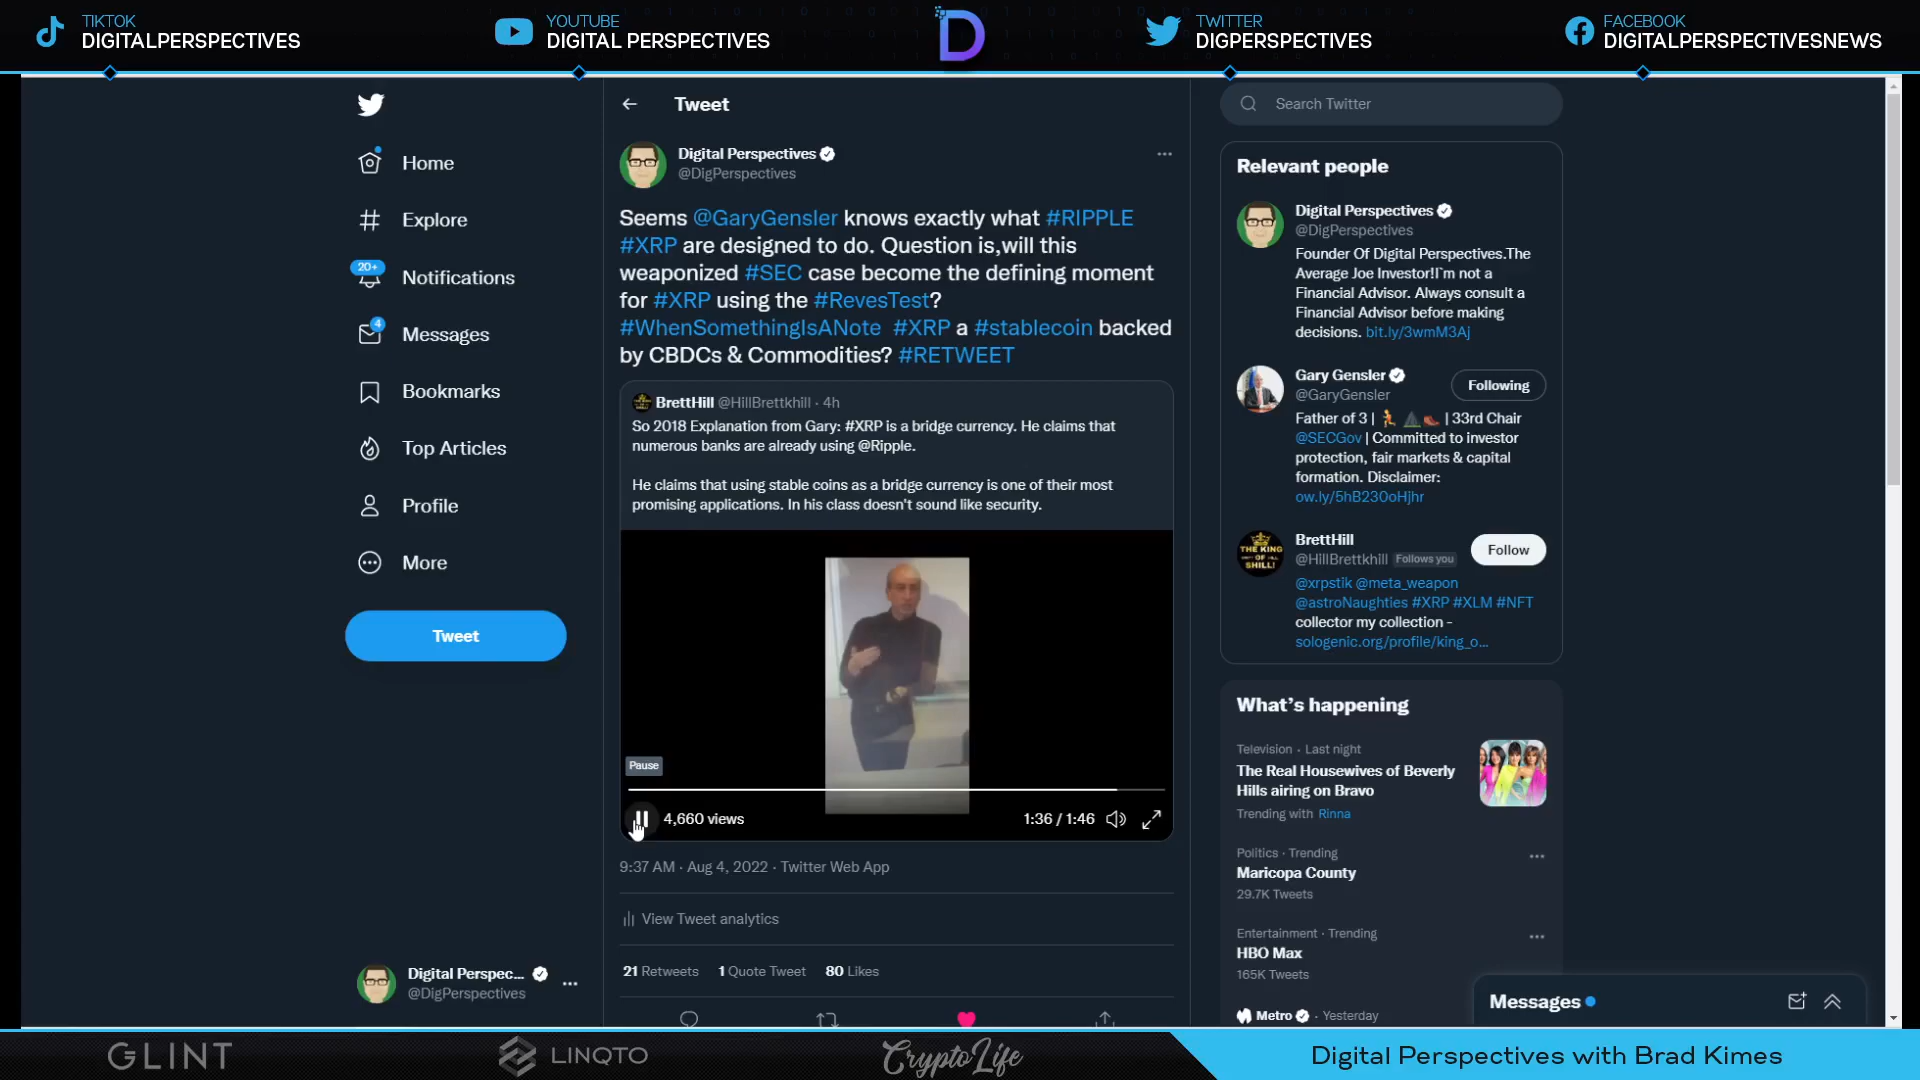 TIKTOK
DIGITALPERSPECTIVES
YOUTUBE
DIGITAL PERSPECTIVES
D
TWITTER
DIGPERSPECTIVES
FACEBOOK
DIGITALPERSPECTIVESNEWS
Home
Explore
20+
Notifications
4
Messages
Bookmarks
Top Articles
Profile
More
Tweet
Digital Perspec...
@DigPerspectives
Tweet
Digital Perspectives
@DigPerspectives
Seems @GaryGensler knows exactly what #RIPPLE
#XRP are designed to do. Question is,will this
weaponized #SEC case become the defining moment
for #XRP using the #RevesTest?
#WhenSomethingIsANote #XRP a #stablecoin backed
by CBDCs & Commodities? #RETWEET
BrettHill @HillBrettkhill · 4h
So 2018 Explanation from Gary: #XRP is a bridge currency. He claims that
numerous banks are already using @Ripple.
He claims that using stable coins as a bridge currency is one of their most
promising applications. In his class doesn't sound like security.
Pause
4,660 views
1:36 / 1:46
9:37 AM · Aug 4, 2022 · Twitter Web App
View Tweet analytics
21 Retweets 1 Quote Tweet 80 Likes
Search Twitter
Relevant people
Digital Perspectives
@DigPerspectives
Founder Of Digital Perspectives.The
Average Joe Investor!I`m not a
Financial Advisor. Always consult a
Financial Advisor before making
decisions. bit.ly/3wmM3Aj
Gary Gensler
@GaryGensler
Following
Father of 3 | 🏃 ⛺🥾 | 33rd Chair
@SECGov | Committed to investor
protection, fair markets & capital
formation. Disclaimer:
ow.ly/5hB230oHjhr
THE KING
OF
SHILL!
BrettHill
@HillBrettkhill Follows you
Follow
@xrpstik @meta_weapon
@astroNaughties #XRP #XLM #NFT
collector my collection -
sologenic.org/profile/king_o...
What's happening
Television · Last night
The Real Housewives of Beverly
Hills airing on Bravo
Trending with Rinna
Politics · Trending
Maricopa County
29.7K Tweets
Entertainment · Trending
HBO Max
165K Tweets
Metro · Yesterday
Messages
GLINT
LINQTO
CryptoLife
Digital Perspectives with Brad Kimes